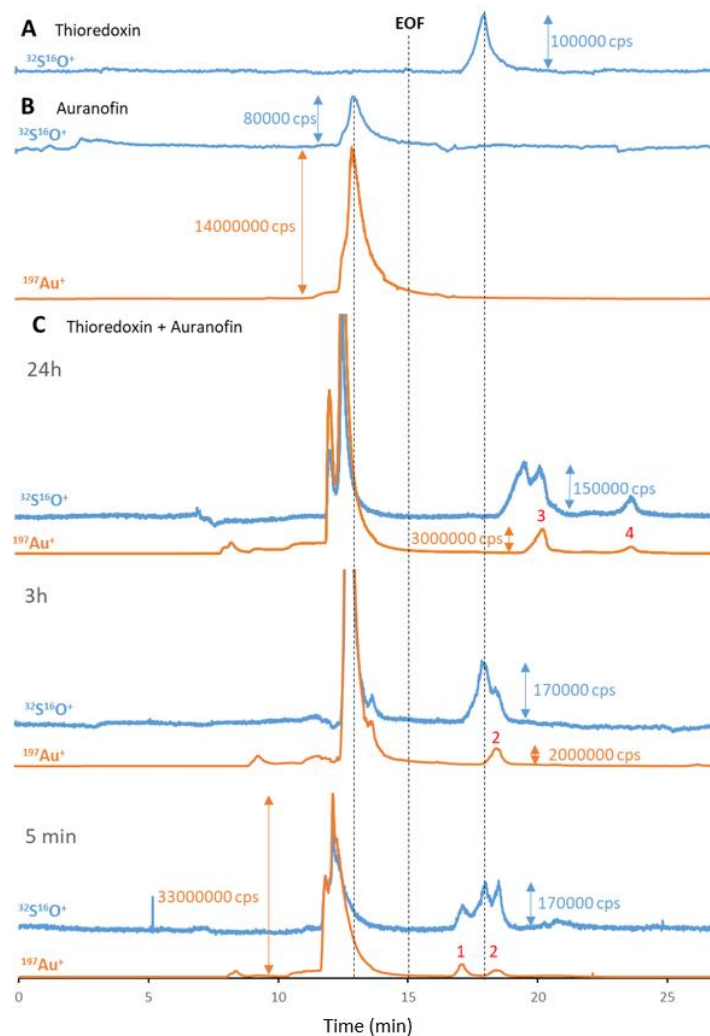 A Thioredoxin
EOF
³²S¹⁶O⁺
100000 cps
B Auranofin
³²S¹⁶O⁺
80000 cps
14000000 cps
¹⁹⁷Au⁺
C Thioredoxin + Auranofin
24h
³²S¹⁶O⁺
150000 cps
¹⁹⁷Au⁺
3000000 cps
3
4
3h
³²S¹⁶O⁺
170000 cps
¹⁹⁷Au⁺
2
2000000 cps
5 min
33000000 cps
³²S¹⁶O⁺
170000 cps
¹⁹⁷Au⁺
1 2
0 5 10 15 20 25
Time (min)